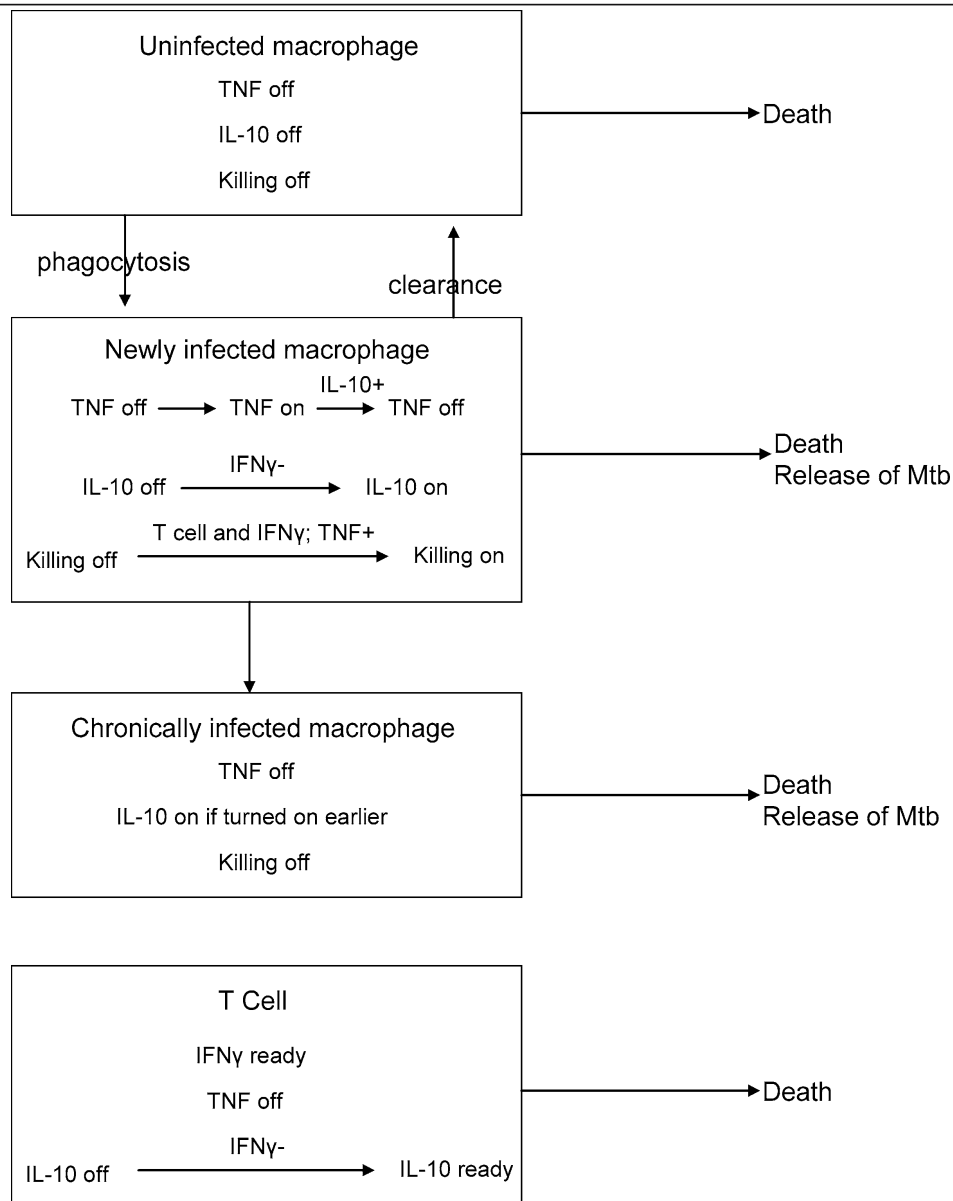 Uninfected macrophage
TNF off
IL-10 off
Killing off
Death
phagocytosis
clearance
Newly infected macrophage
IL-10+
TNF off TNF on TNF off
IFNγ-
IL-10 off IL-10 on
T cell and IFNγ; TNF+
Killing off Killing on
Death
Release of Mtb
Chronically infected macrophage
TNF off
IL-10 on if turned on earlier
Killing off
Death
Release of Mtb
T Cell
IFNγ ready
TNF off
IFNγ-
IL-10 off IL-10 ready
Death